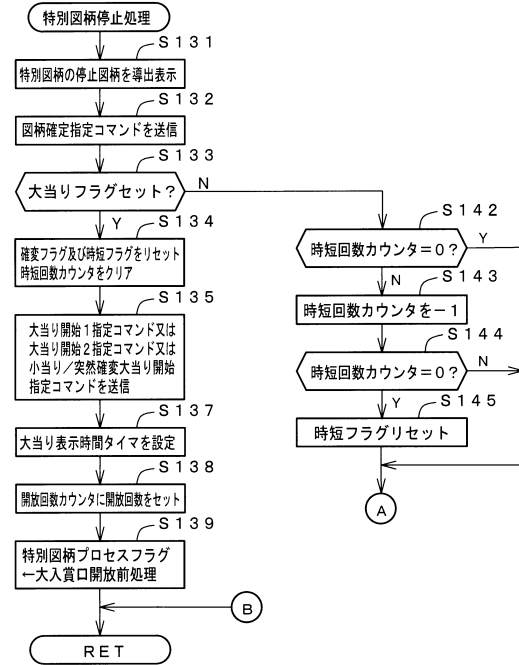 特別図柄停止処理
S131
特別図柄の停止図柄を導出表示
S132
図柄確定指定コマンドを送信
S133
大当りフラグセット?
N
Y
S134
確変フラグ及び時短フラグをリセット
時短回数カウンタをクリア
S135
大当り開始1指定コマンド又は
大当り開始2指定コマンド又は
小当り/突然確変大当り開始
指定コマンドを送信
S137
大当り表示時間タイマを設定
S138
開放回数カウンタに開放回数をセット
S139
特別図柄プロセスフラグ
←大入賞口開放前処理
B
RET
S142
時短回数カウンタ=0?
Y
N
S143
時短回数カウンタを-1
S144
時短回数カウンタ=0?
N
Y
S145
時短フラグリセット
A